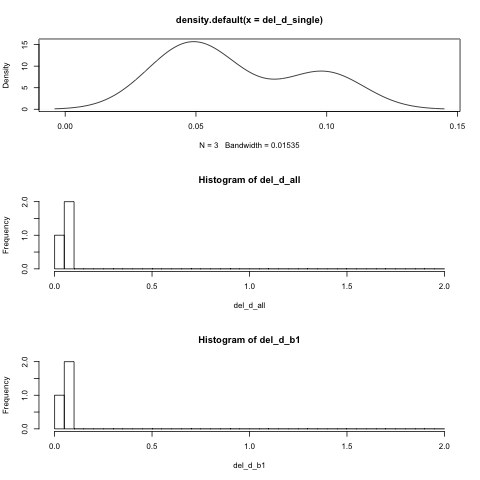 density.default(x = del_d_single)
Density
0 5 10 15
0.00 0.05 0.10 0.15
N = 3 Bandwidth = 0.01535
Histogram of del_d_all
Frequency
0.0 1.0 2.0
0.0 0.5 1.0 1.5 2.0
del_d_all
Histogram of del_d_b1
Frequency
0.0 1.0 2.0
0.0 0.5 1.0 1.5 2.0
del_d_b1